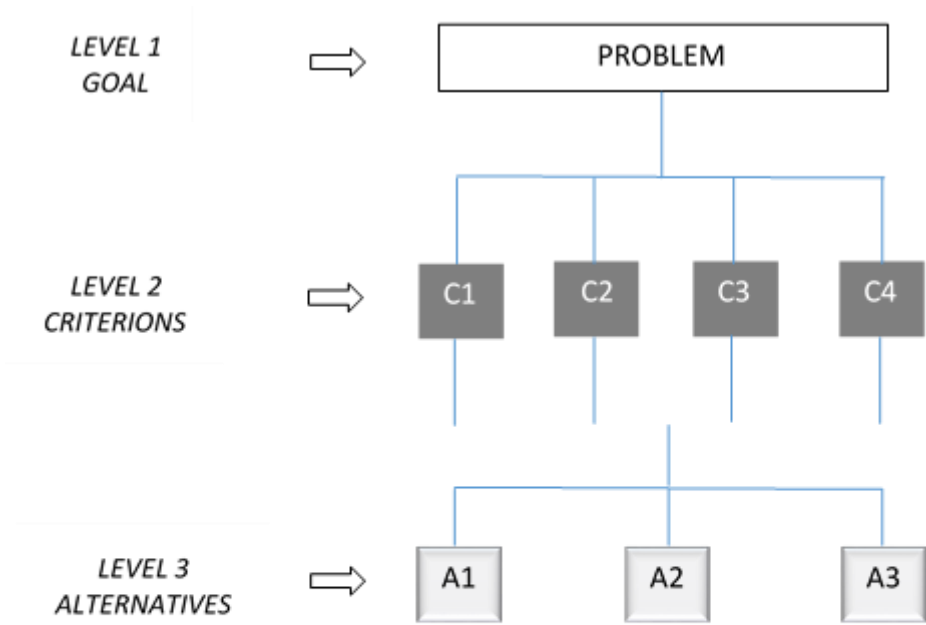 LEVEL 1
GOAL
PROBLEM
LEVEL 2
CRITERIONS
C1
C2
C3
C4
LEVEL 3
ALTERNATIVES
A1
A2
A3